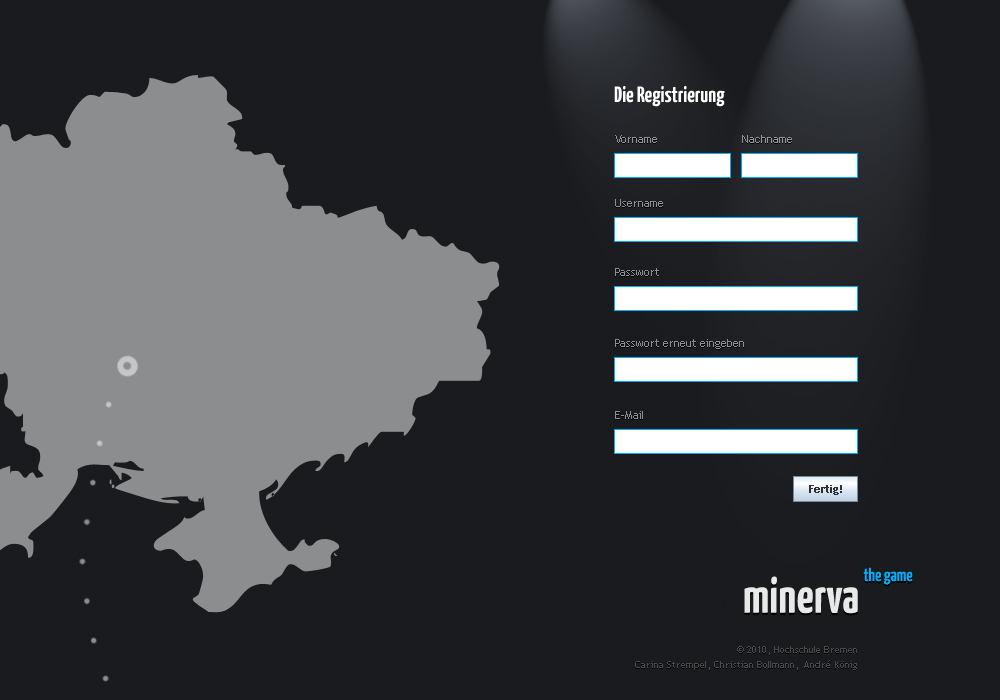 Die Registrierung
Vorname Nachname
Username
Passwort
Passwort erneut eingeben
E-Mail
Fertig!
the game
minerva
© 2010, Hochschule Bremen
Carina Strempel, Christian Bollmann, André König